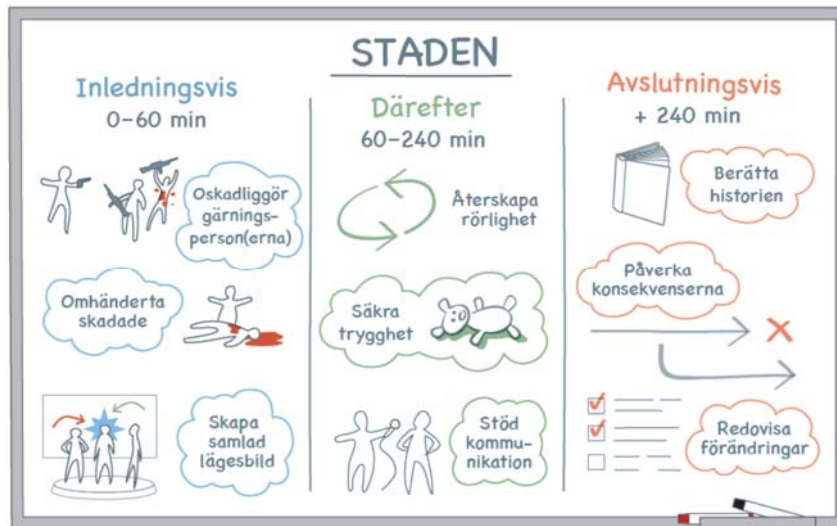 STADEN
Inledningsvis
0–60 min
Oskadliggör
gärnings-
person(erna)
Omhänderta
skadade
Skapa
samlad
lägesbild
Därefter
60–240 min
Återskapa
rörlighet
Säkra
trygghet
Stöd
kommu-
nikation
Avslutningsvis
+ 240 min
Berätta
historien
Påverka
konsekvenserna
Redovisa
förändringar